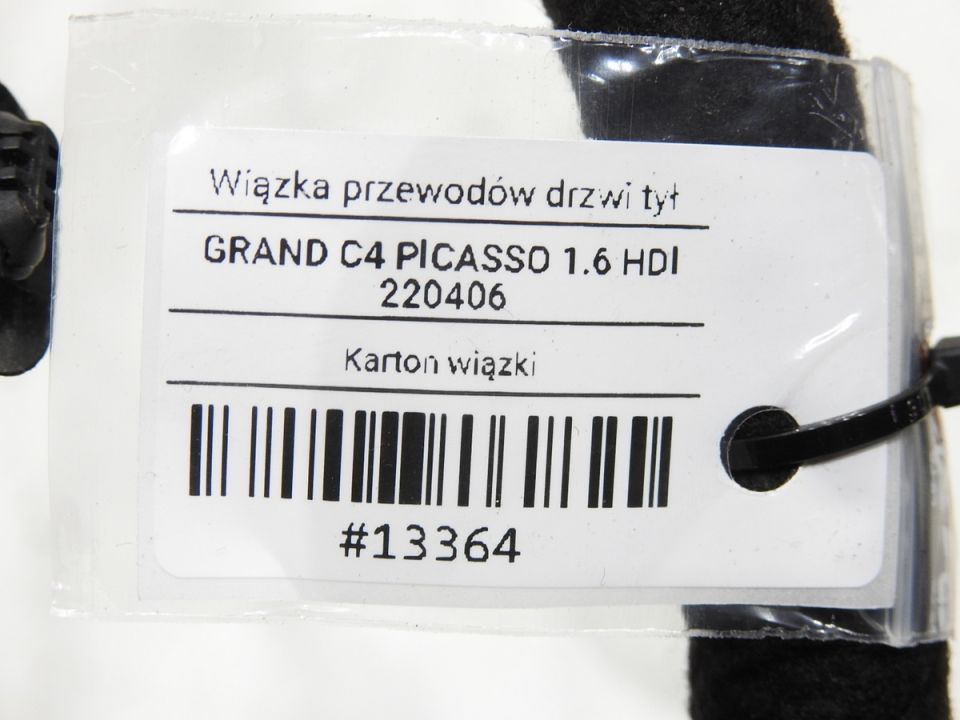 Wiązka przewodów drzwi tył
GRAND C4 PICASSO 1.6 HDI
220406
Karton wiązki
#13364